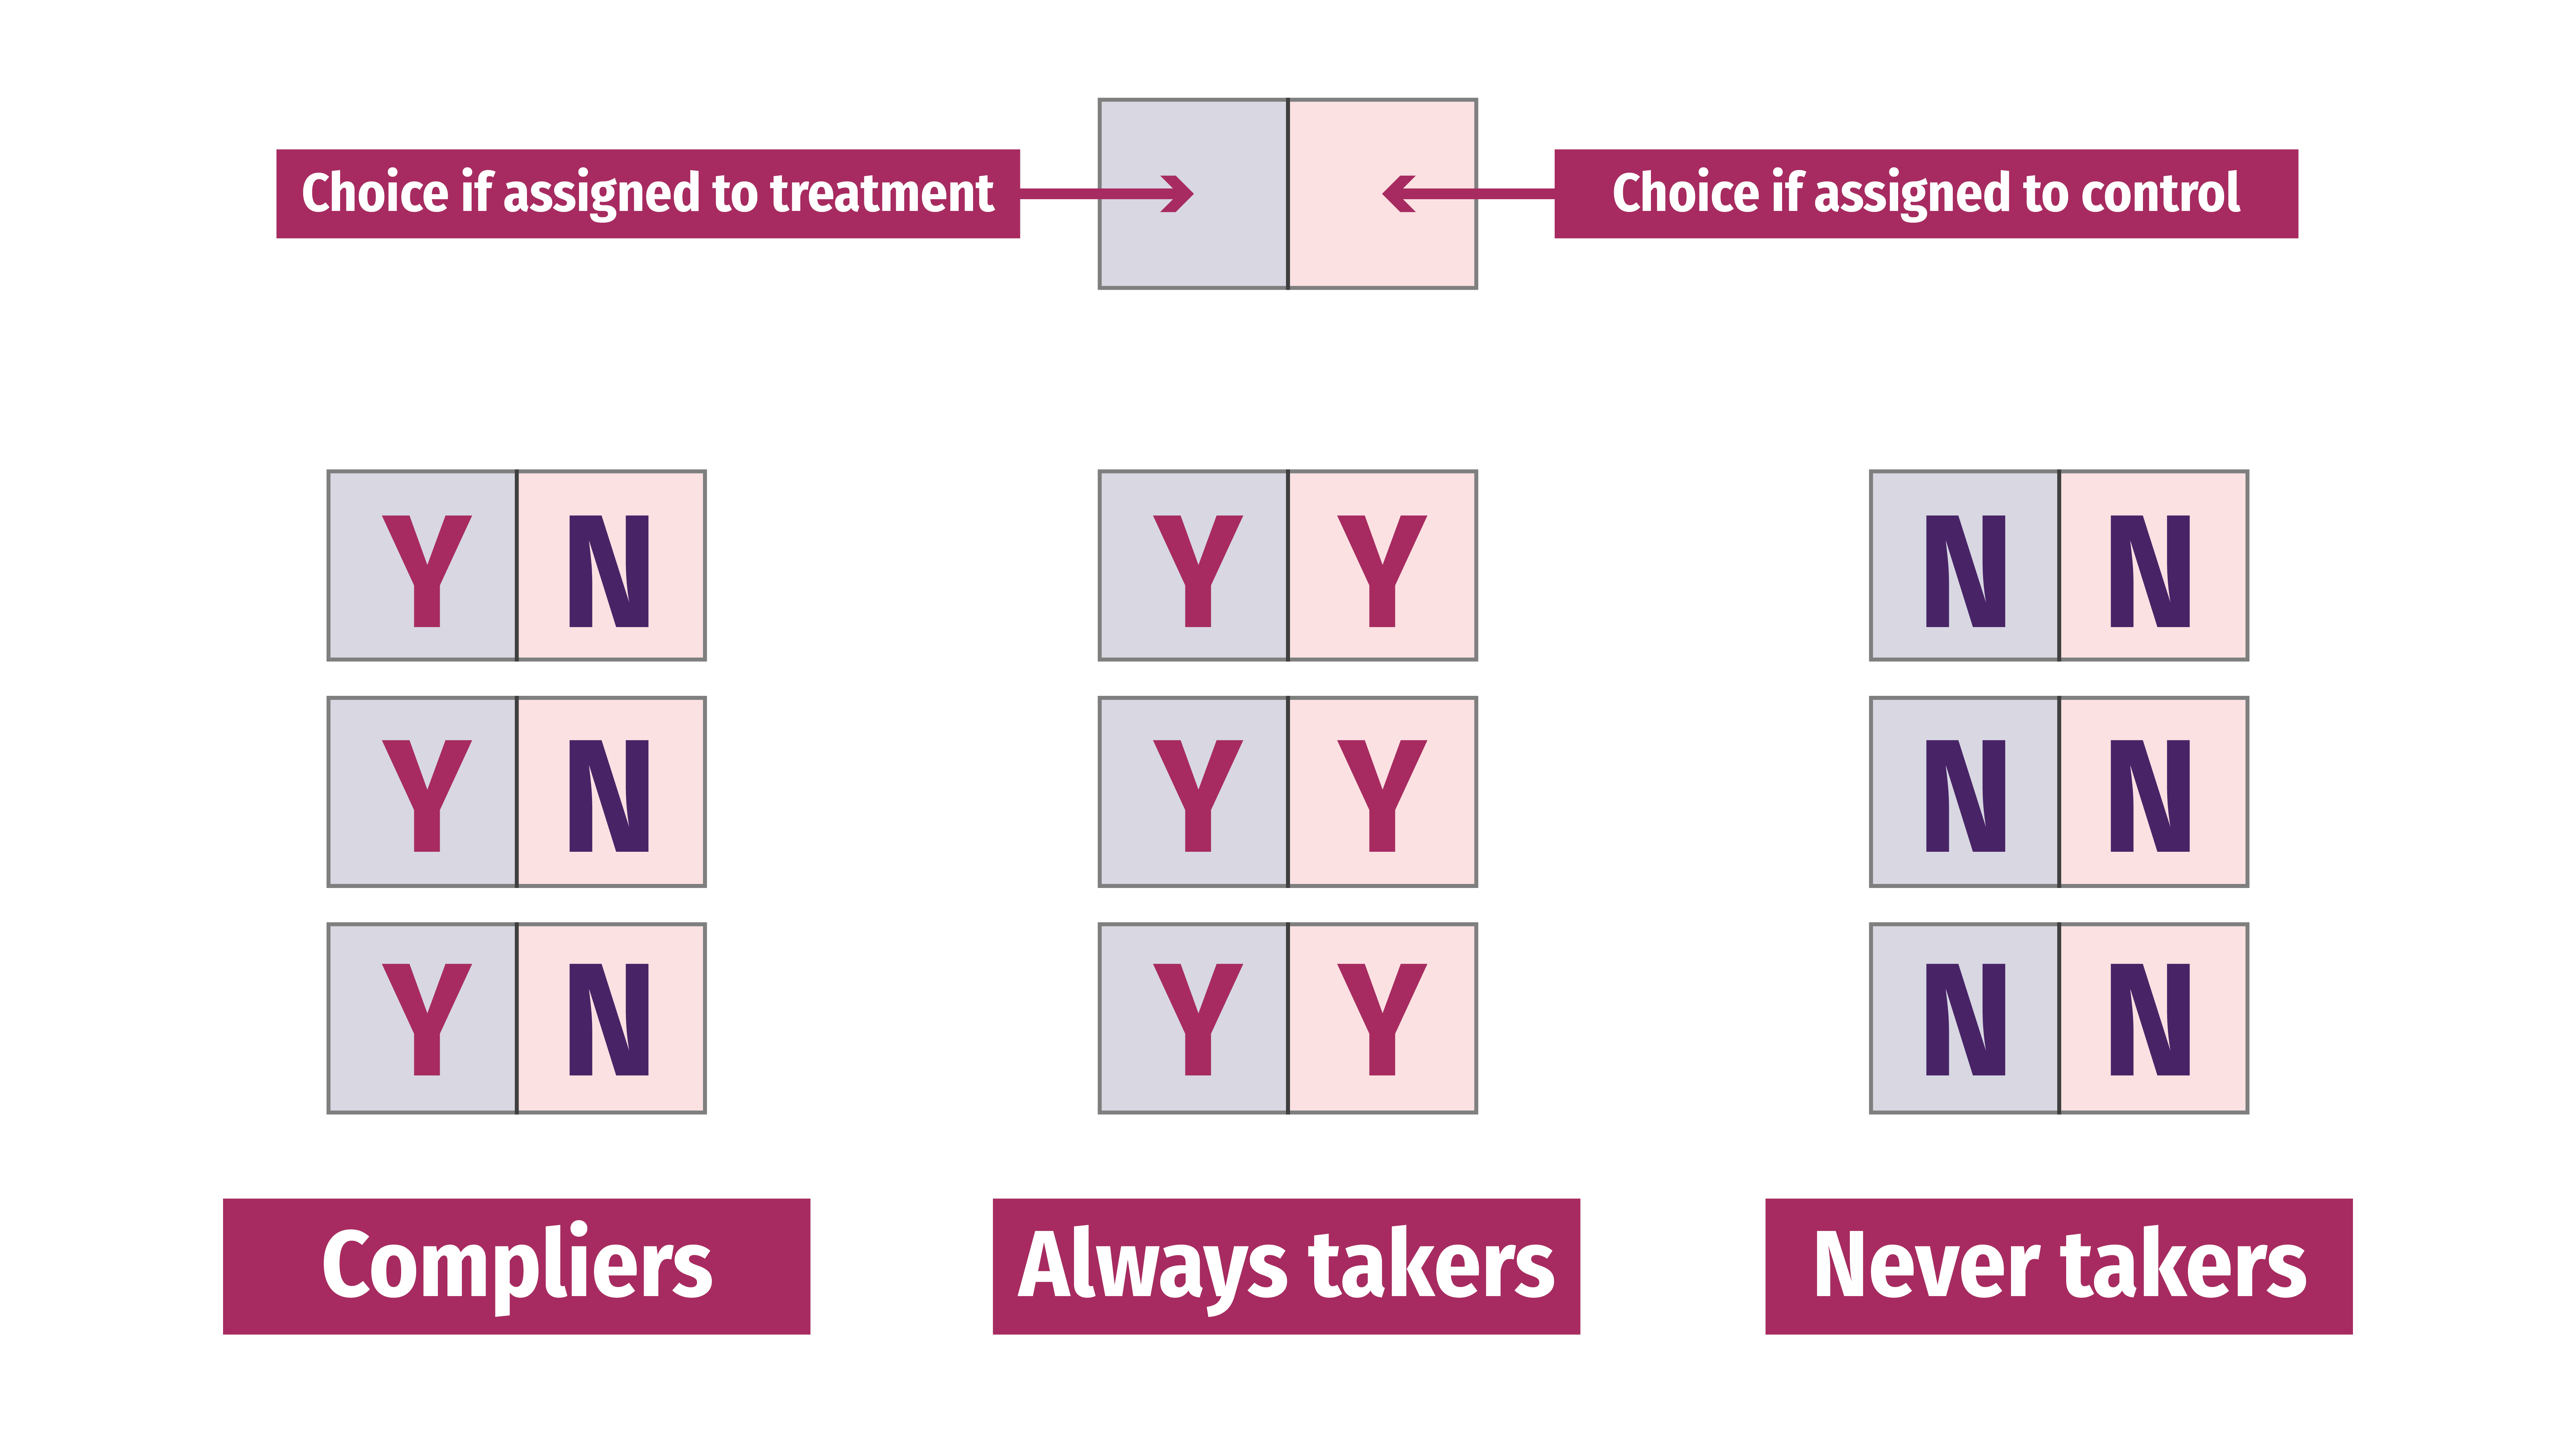 Choice if assigned to treatment
Choice if assigned to control
Y N Y Y N N
Y N Y Y N N
Y N Y Y N N
Compliers
Always takers
Never takers